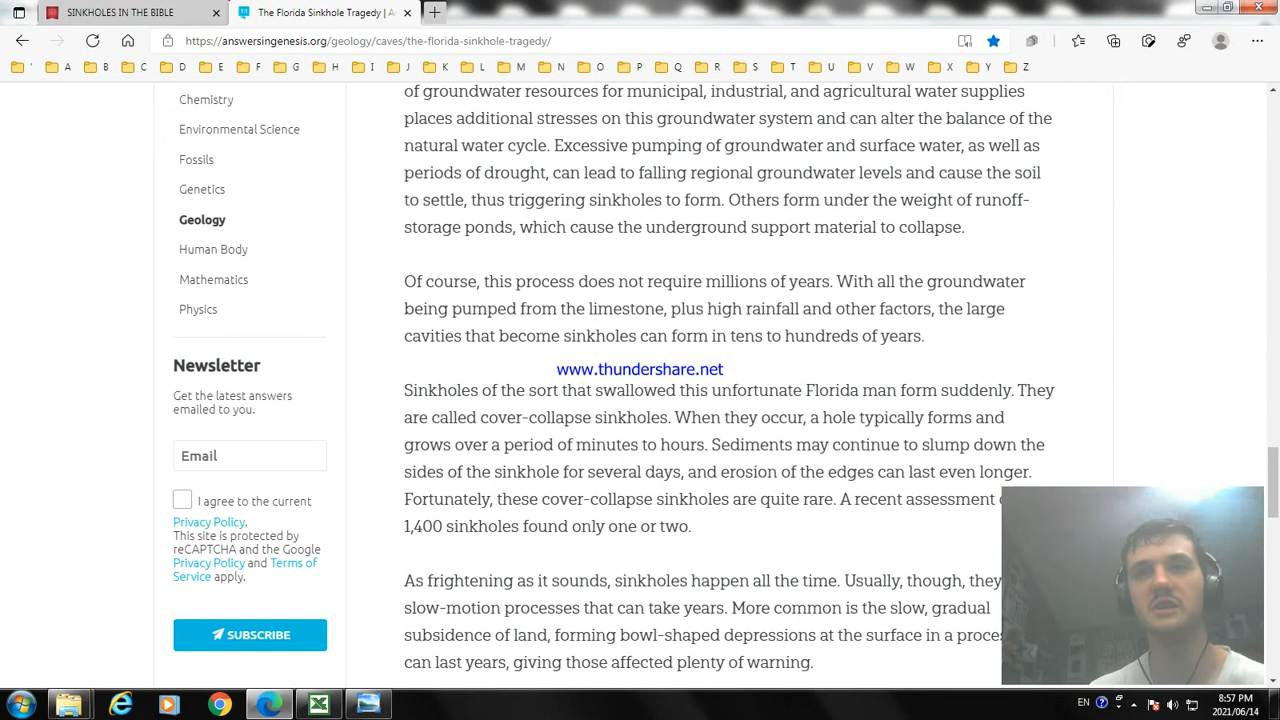 SINKHOLES IN THE BIBLE
The Florida Sinkhole Tragedy | A
https://answersingenesis.org/geology/caves/the-florida-sinkhole-tragedy/
' A B C D E F G H I J K L M N O P Q R S T U V W X Y Z
Chemistry
Environmental Science
Fossils
Genetics
Geology
Human Body
Mathematics
Physics
Newsletter
Get the latest answers
emailed to you.
Email
I agree to the current
Privacy Policy.
This site is protected by
reCAPTCHA and the Google
Privacy Policy and Terms of
Service apply.
SUBSCRIBE
of groundwater resources for municipal, industrial, and agricultural water supplies
places additional stresses on this groundwater system and can alter the balance of the
natural water cycle. Excessive pumping of groundwater and surface water, as well as
periods of drought, can lead to falling regional groundwater levels and cause the soil
to settle, thus triggering sinkholes to form. Others form under the weight of runoff-
storage ponds, which cause the underground support material to collapse.
Of course, this process does not require millions of years. With all the groundwater
being pumped from the limestone, plus high rainfall and other factors, the large
cavities that become sinkholes can form in tens to hundreds of years.
www.thundershare.net
Sinkholes of the sort that swallowed this unfortunate Florida man form suddenly. They
are called cover-collapse sinkholes. When they occur, a hole typically forms and
grows over a period of minutes to hours. Sediments may continue to slump down the
sides of the sinkhole for several days, and erosion of the edges can last even longer.
Fortunately, these cover-collapse sinkholes are quite rare. A recent assessment
1,400 sinkholes found only one or two.
As frightening as it sounds, sinkholes happen all the time. Usually, though, they
slow-motion processes that can take years. More common is the slow, gradual
subsidence of land, forming bowl-shaped depressions at the surface in a proce
can last years, giving those affected plenty of warning.
EN
8:57 PM
2021/06/14